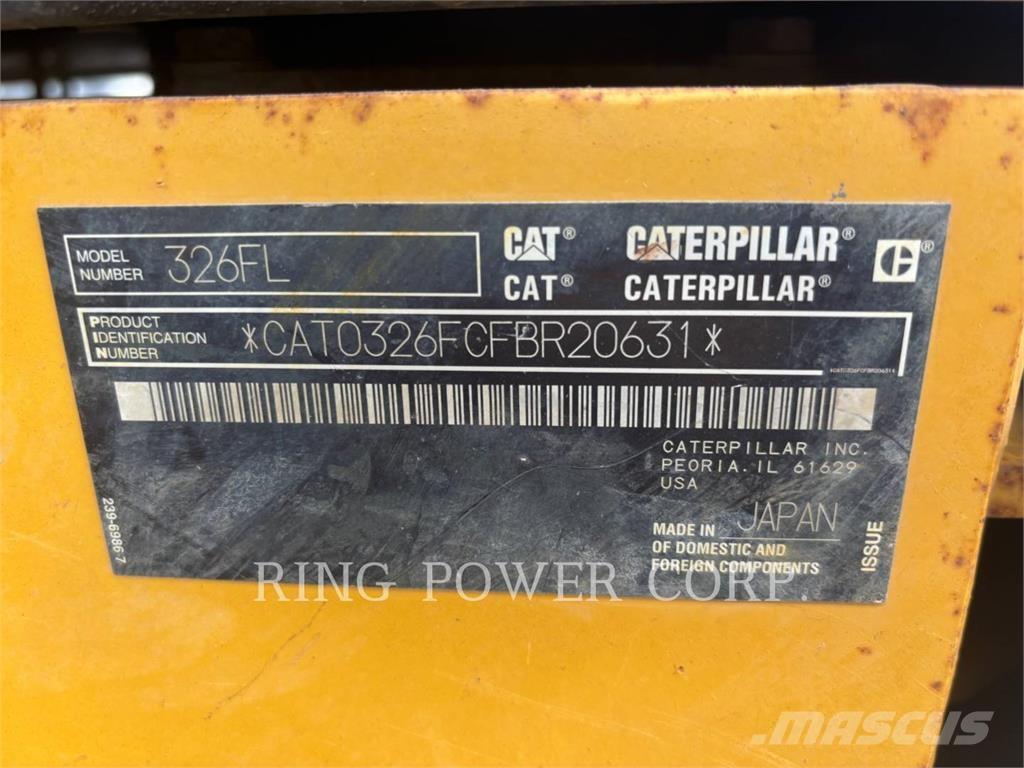 MODEL NUMBER 326FL
CAT® CATERPILLAR® ®
CAT® CATERPILLAR®
PRODUCT IDENTIFICATION NUMBER *CAT0326FCFBR20631*
*CAT0326FCFBR20631*
CATERPILLAR INC.
PEORIA. IL 61629
USA
MADE IN JAPAN
OF DOMESTIC AND
FOREIGN COMPONENTS
ISSUE
239-6986 7
RING POWER CORP.
MASCUS